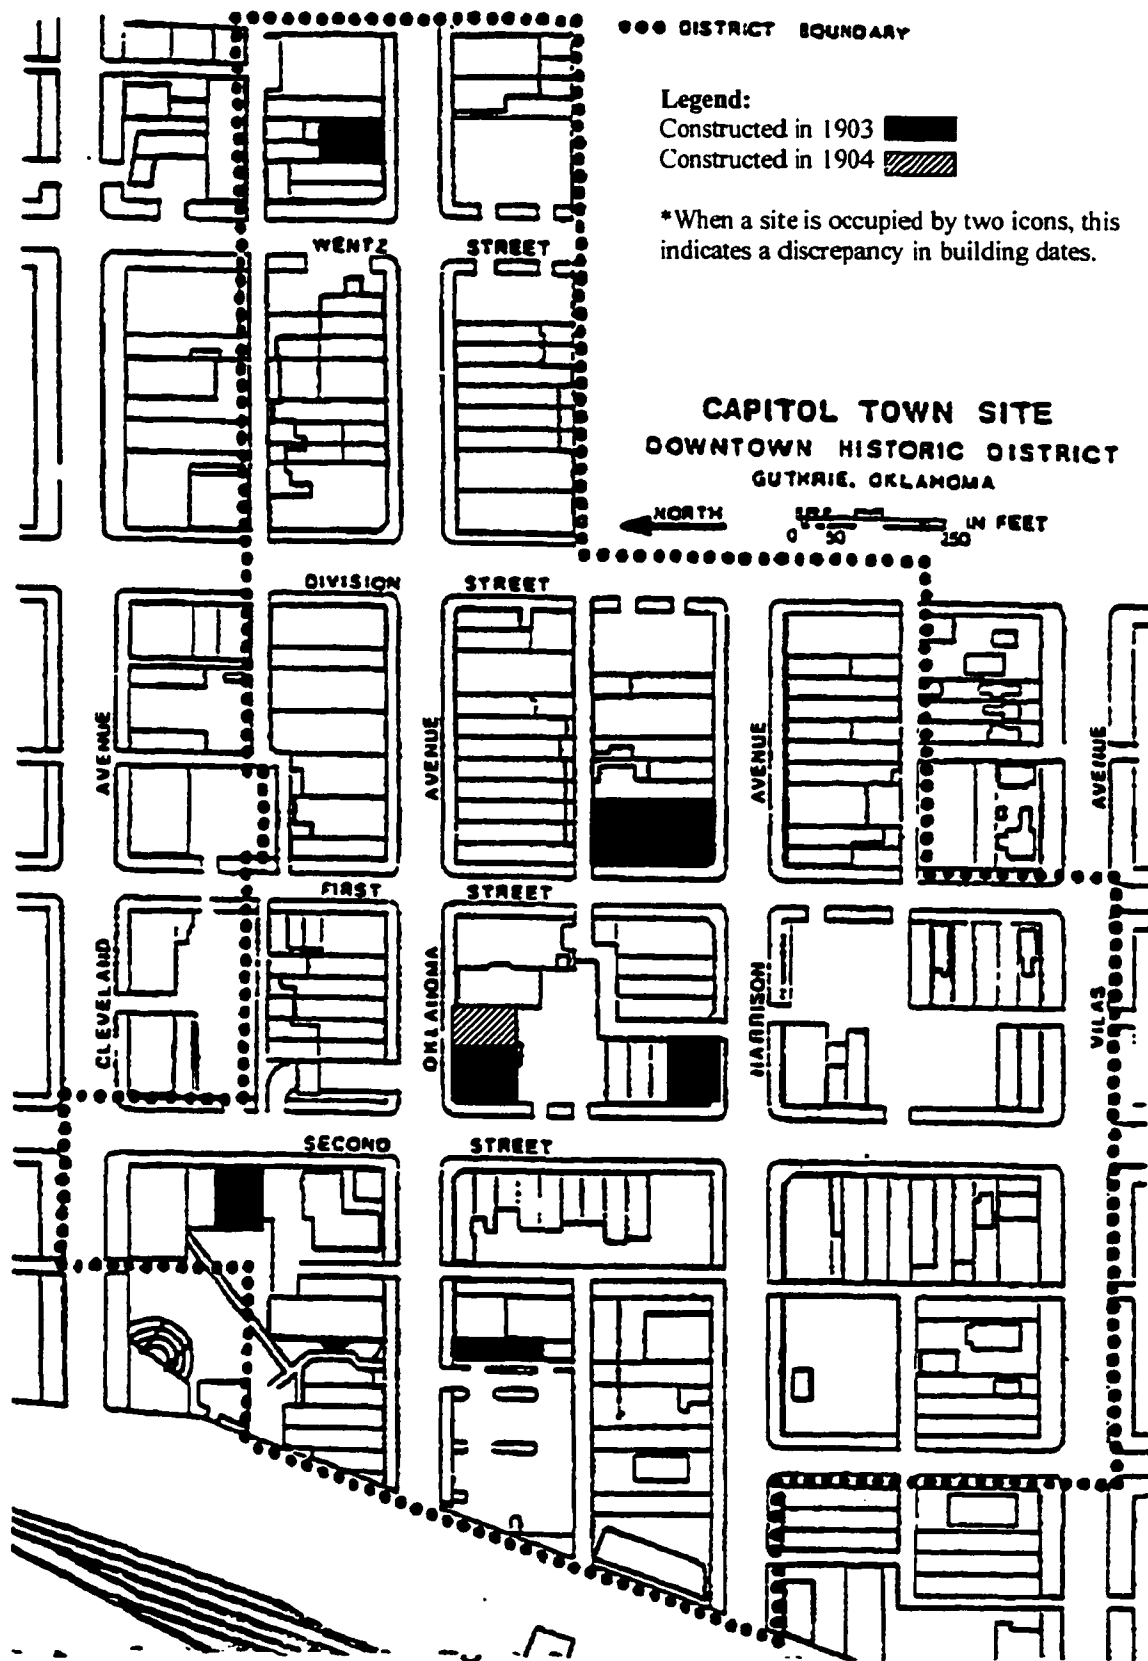 ●●● DISTRICT BOUNDARY
Legend:
Constructed in 1903
Constructed in 1904
*When a site is occupied by two icons, this
indicates a discrepancy in building dates.
WENTZ STREET
CAPITOL TOWN SITE
DOWNTOWN HISTORIC DISTRICT
GUTHRIE, OKLAHOMA
NORTH
0 50 150 IN FEET
DIVISION STREET
AVENUE
AVENUE
AVENUE
AVENUE
FIRST STREET
CLEVELAND
OKLAHOMA
HARRISON
VILAS
SECOND STREET